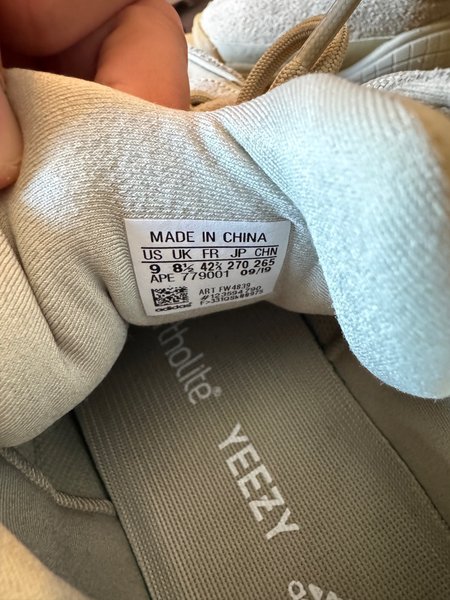 MADE IN CHINA
US UK FR JP CHN
9 8½ 42⅔ 270 265
APE 779001 09/19
ART FW4839
adidas
ortholite®
YEEZY